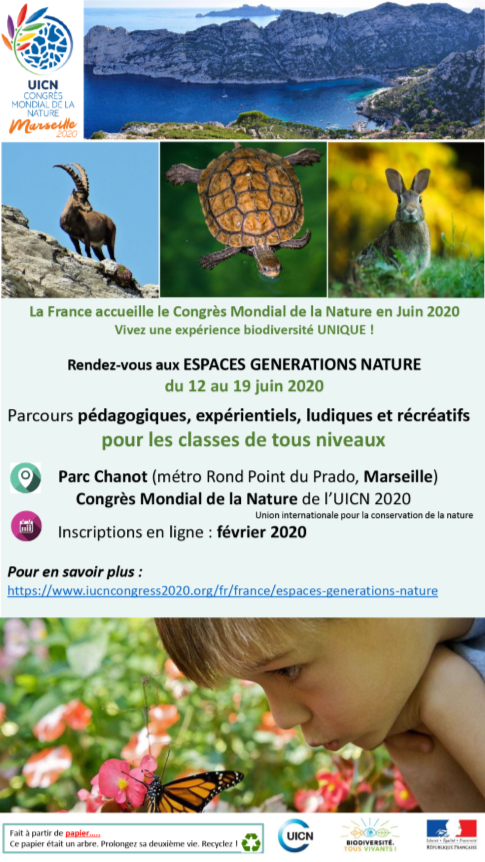 UICN
CONGRÈS
MONDIAL DE LA
NATURE
Marseille
2020
La France accueille le Congrès Mondial de la Nature en Juin 2020
Vivez une expérience biodiversité UNIQUE !
Rendez-vous aux ESPACES GENERATIONS NATURE
du 12 au 19 juin 2020
Parcours pédagogiques, expérientiels, ludiques et récréatifs
pour les classes de tous niveaux
Parc Chanot (métro Rond Point du Prado, Marseille)
Congrès Mondial de la Nature de l'UICN 2020
Union internationale pour la conservation de la nature
Inscriptions en ligne : février 2020
Pour en savoir plus :
https://www.iucncongress2020.org/fr/france/espaces-generations-nature
Fait à partir de papier.....
Ce papier était un arbre. Prolongez sa deuxième vie. Recyclez !
UICN
BIODIVERSITÉ.
TOUS VIVANTS !
Liberté • Égalité • Fraternité
RÉPUBLIQUE FRANÇAISE